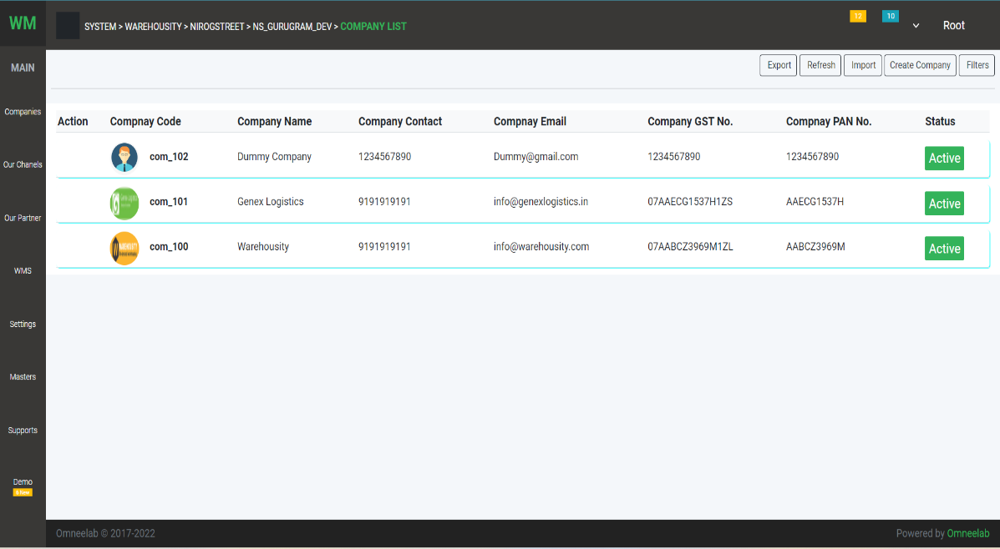 WM
SYSTEM > WAREHOUSITY > NIROGSTREET > NS_GURUGRAM_DEV > COMPANY LIST
12
10
Root
MAIN
Companies
Our Chanels
Our Partner
WMS
Settings
Masters
Supports
Demo
Export Refresh Import Create Company Filters
Action Compnay Code Company Name Company Contact Compnay Email Company GST No. Compnay PAN No. Status
com_102 Dummy Company 1234567890 Dummy@gmail.com 1234567890 1234567890 Active
com_101 Genex Logistics 9191919191 info@genexlogistics.in 07AAECG1537H1ZS AAECG1537H Active
com_100 Warehousity 9191919191 info@warehousity.com 07AABCZ3969M1ZL AABCZ3969M Active
Omneelab © 2017-2022
Powered by Omneelab